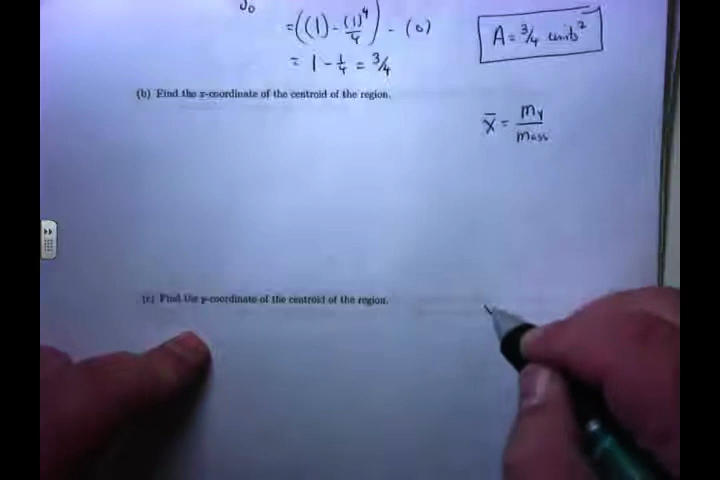 = ((1) - (1)⁴/4) - (0)
= 1 - 1/4 = 3/4
A = 3/4 units²
(b) Find the x-coordinate of the centroid of the region.
x̄ = My/mass
(c) Find the y-coordinate of the centroid of the region.